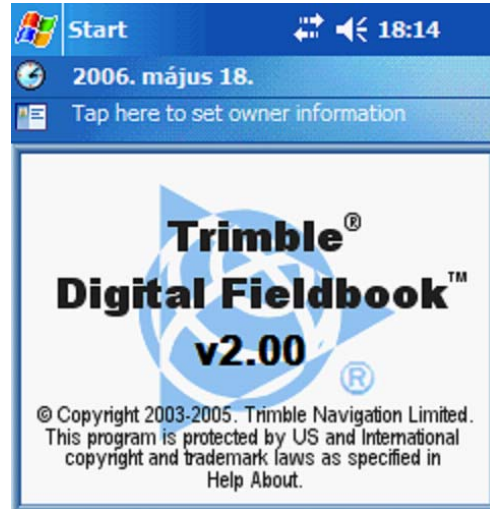 Start 18:14
2006. május 18.
Tap here to set owner information
Trimble®
Digital Fieldbook™
v2.00
®
© Copyright 2003-2005. Trimble Navigation Limited.
This program is protected by US and International
copyright and trademark laws as specified in
Help About.